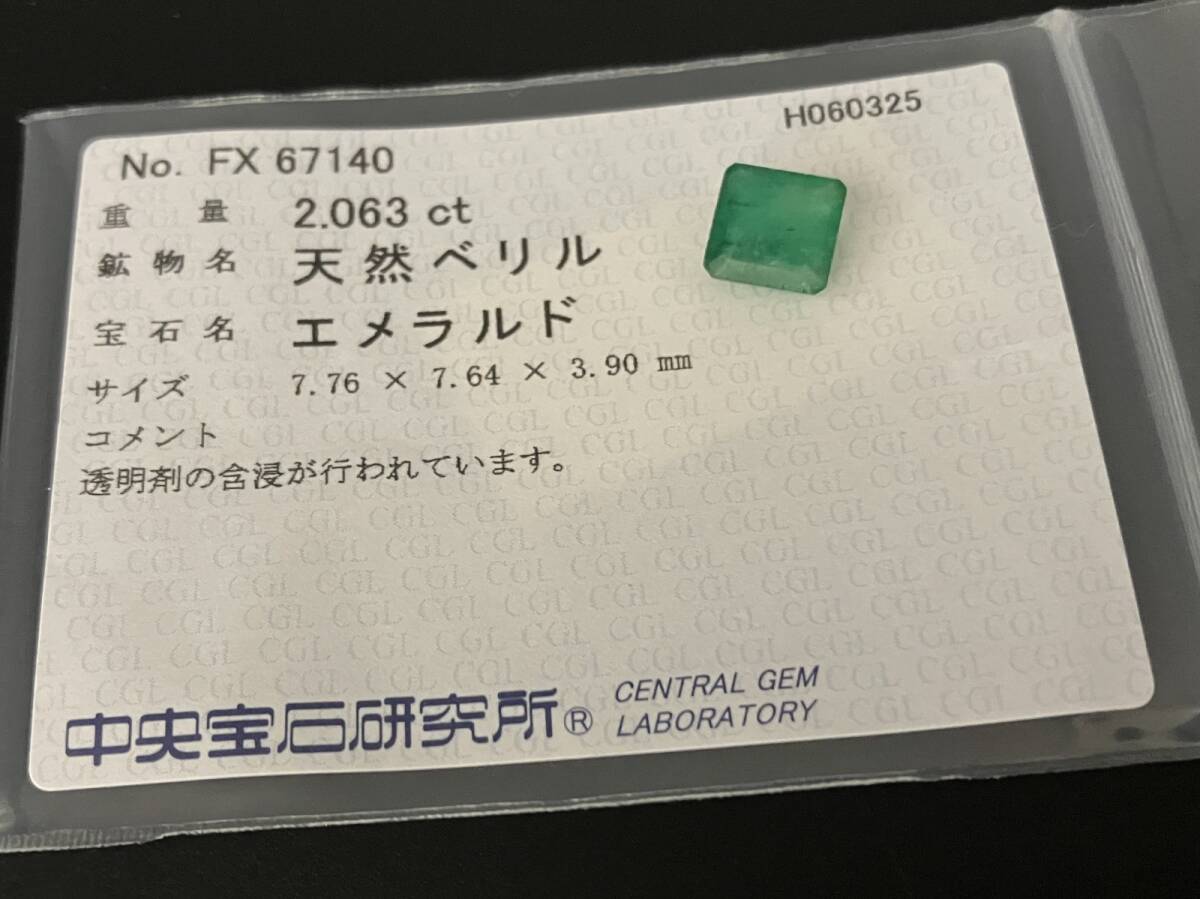 H060325
No. FX 67140
重量 2.063 ct
鉱物名 天然ベリル
宝石名 エメラルド
サイズ 7.76 × 7.64 × 3.90 ㎜
コメント
透明剤の含浸が行われています。
中央宝石研究所® CENTRAL GEM
LABORATORY